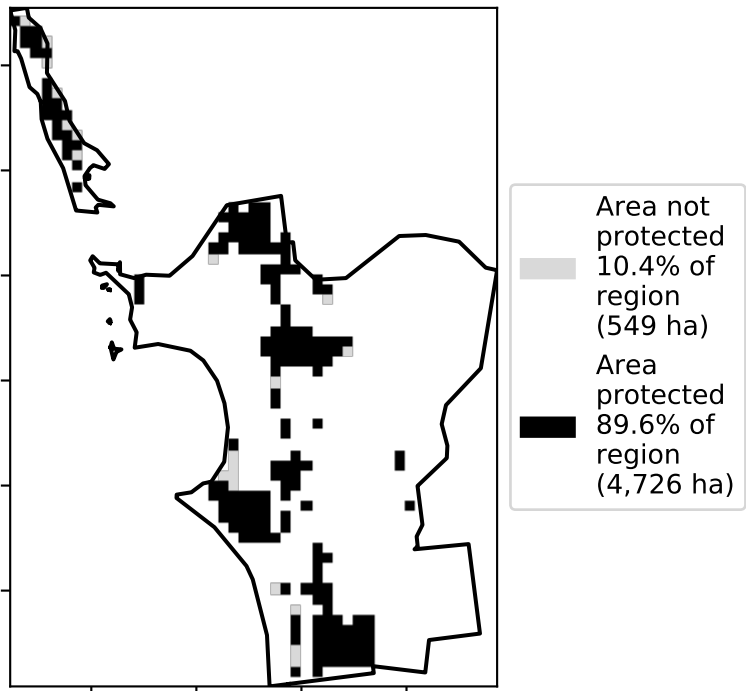 Area not
protected
10.4% of
region
(549 ha)
Area
protected
89.6% of
region
(4,726 ha)